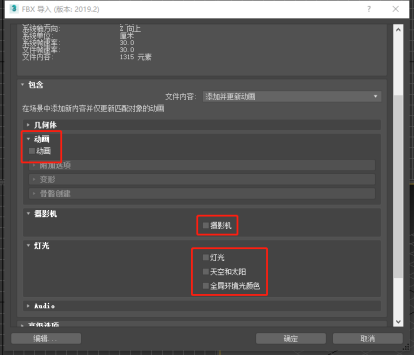 FBX 导入 (版本: 2019.2)
?
系统轴方向: Z 向上
系统单位: 厘米
系统帧速率: 30.0
文件帧速率: 30.0
文件内容: 1315 元素
包含
文件内容: 添加并更新动画
在场景中添加新内容并仅更新匹配对象的动画
几何体
动画
动画
附加选项
变形
骨骼创建
摄影机
摄影机
灯光
灯光
天空和太阳
全局环境光颜色
Audio
高级选项
编辑... 确定 取消